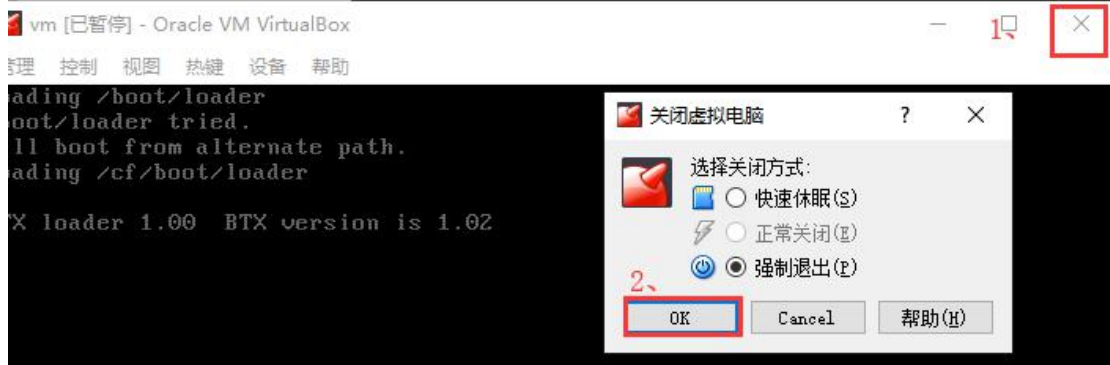 vm [已暂停] - Oracle VM VirtualBox
1、
管理 控制 视图 热键 设备 帮助
ading /boot/loader
oot/loader tried.
ll boot from alternate path.
ading /cf/boot/loader
TX loader 1.00 BTX version is 1.02
关闭虚拟电脑 ?
选择关闭方式:
快速休眠(S)
正常关闭(E)
强制退出(P)
2、
OK Cancel 帮助(H)